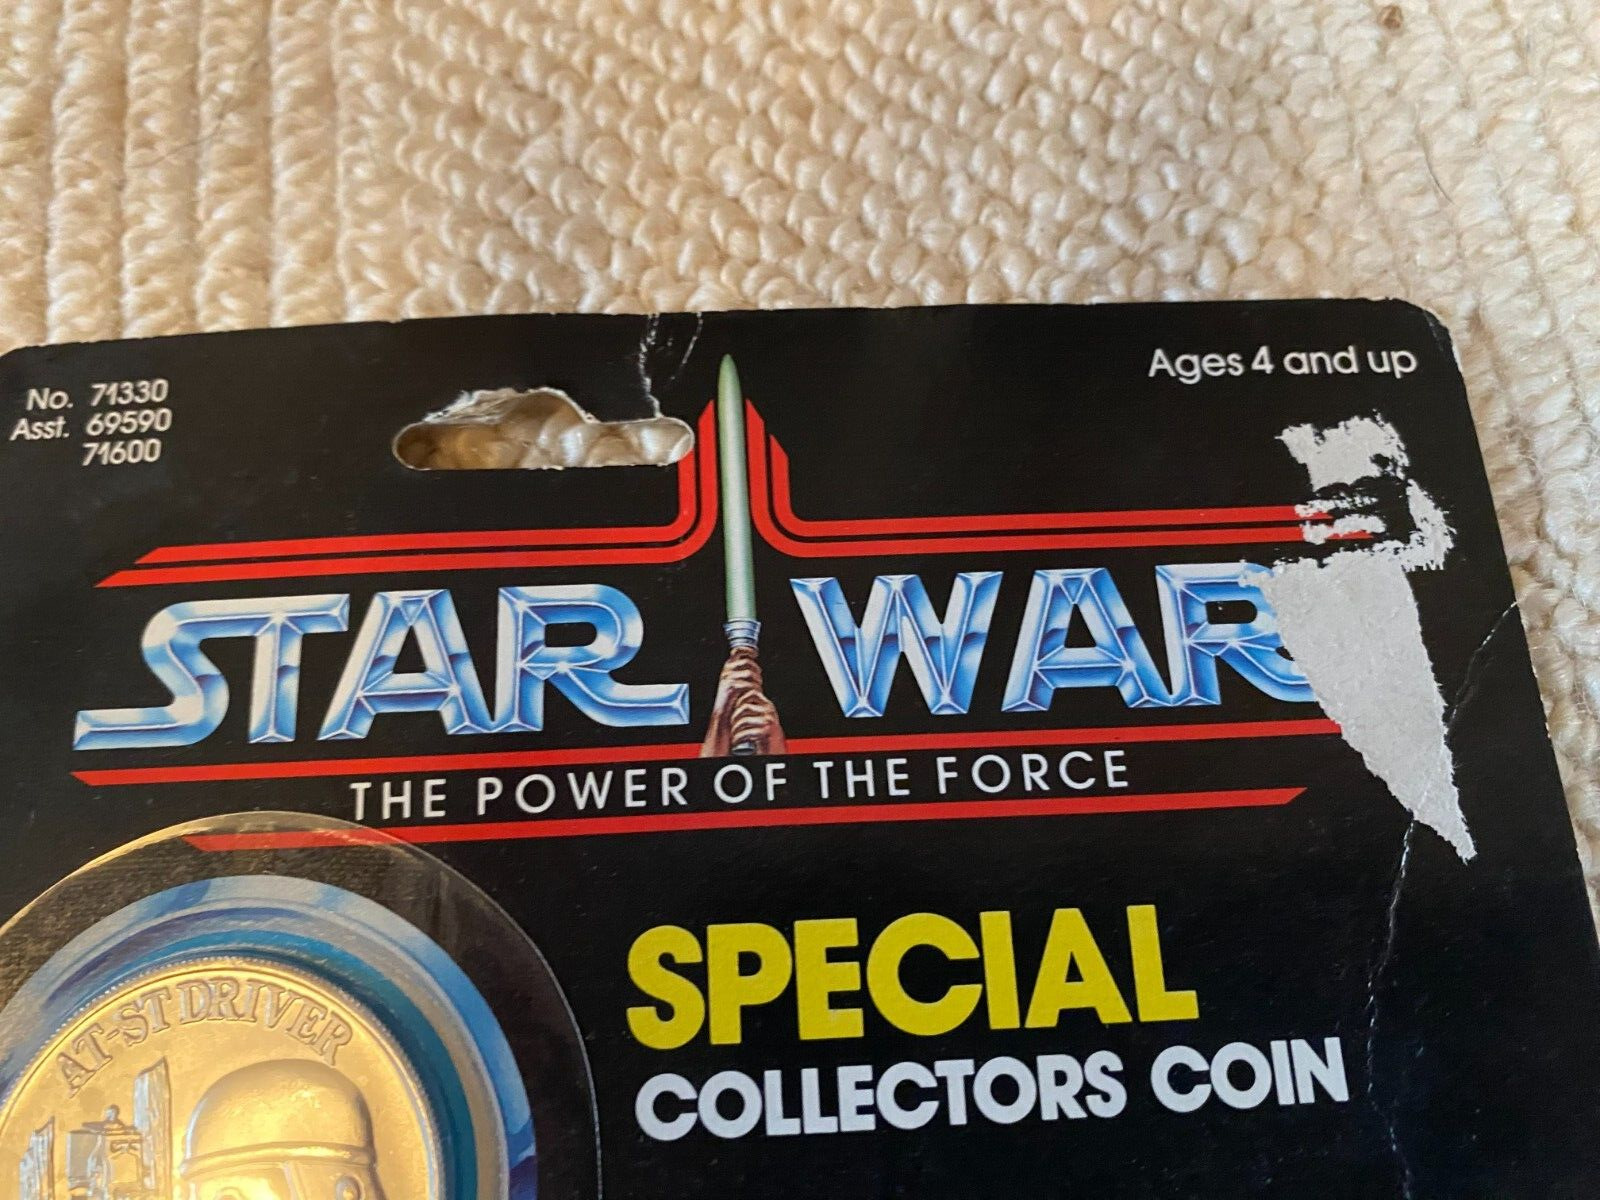 No. 71330
Asst. 69590
71600
Ages 4 and up
STAR WAR
THE POWER OF THE FORCE
SPECIAL
COLLECTORS COIN
AT-ST DRIVER